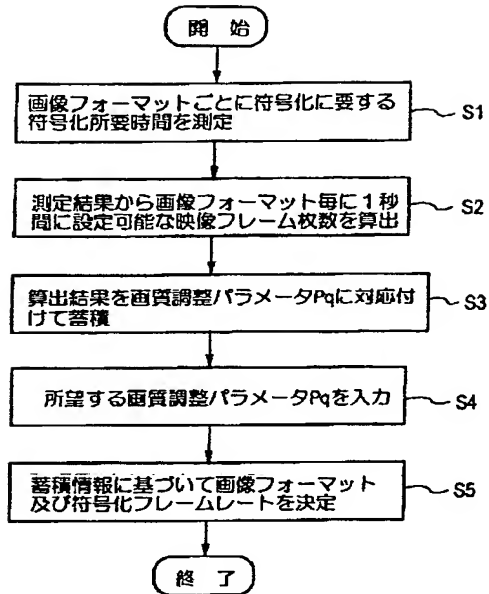 開 始
画像フォーマットごとに符号化に要する
符号化所要時間を測定
S1
測定結果から画像フォーマット毎に1秒
間に設定可能な映像フレーム枚数を算出
S2
算出結果を画質調整パラメータPqに対応付
けて蓄積
S3
所望する画質調整パラメータPqを入力
S4
蓄積情報に基づいて画像フォーマット
及び符号化フレームレートを決定
S5
終 了